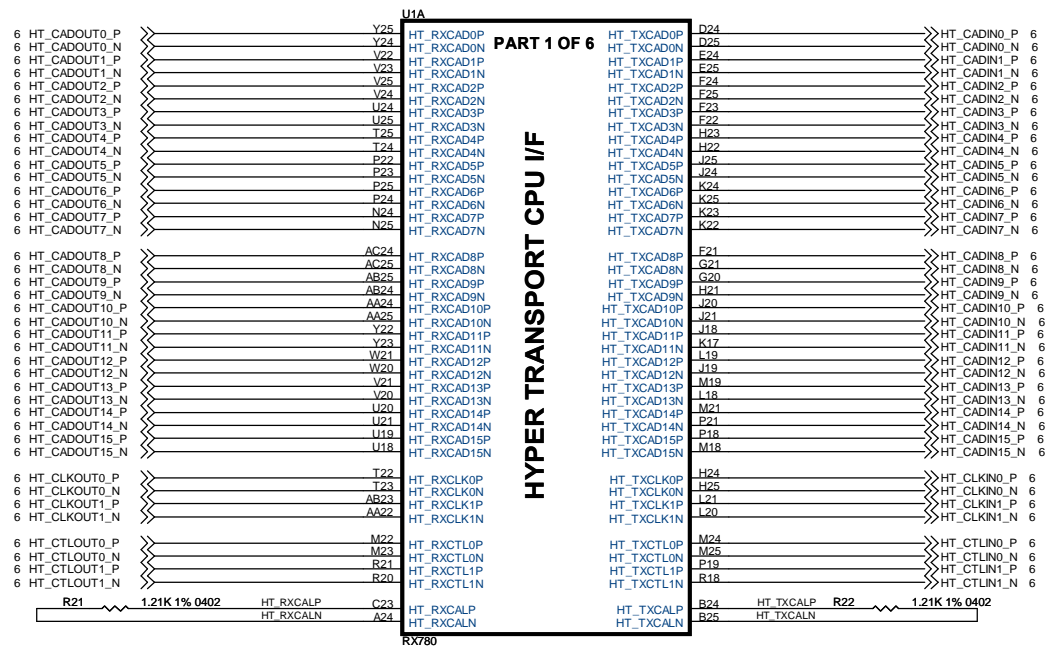 U1A
6 HT_CADOUT0_P Y25 HT_RXCAD0P PART 1 OF 6 HT_TXCAD0P D24 HT_CADIN0_P 6
6 HT_CADOUT0_N Y24 HT_RXCAD0N HT_TXCAD0N D25 HT_CADIN0_N 6
6 HT_CADOUT1_P V22 HT_RXCAD1P HT_TXCAD1P E24 HT_CADIN1_P 6
6 HT_CADOUT1_N V23 HT_RXCAD1N HT_TXCAD1N E25 HT_CADIN1_N 6
6 HT_CADOUT2_P V25 HT_RXCAD2P HT_TXCAD2P F24 HT_CADIN2_P 6
6 HT_CADOUT2_N V24 HT_RXCAD2N HT_TXCAD2N F25 HT_CADIN2_N 6
6 HT_CADOUT3_P U24 HT_RXCAD3P HT_TXCAD3P F23 HT_CADIN3_P 6
6 HT_CADOUT3_N U25 HT_RXCAD3N HT_TXCAD3N F22 HT_CADIN3_N 6
6 HT_CADOUT4_P T25 HT_RXCAD4P HT_TXCAD4P H23 HT_CADIN4_P 6
6 HT_CADOUT4_N T24 HT_RXCAD4N HT_TXCAD4N H22 HT_CADIN4_N 6
6 HT_CADOUT5_P P22 HT_RXCAD5P HT_TXCAD5P J25 HT_CADIN5_P 6
6 HT_CADOUT5_N P23 HT_RXCAD5N HT_TXCAD5N J24 HT_CADIN5_N 6
6 HT_CADOUT6_P P25 HT_RXCAD6P HT_TXCAD6P K24 HT_CADIN6_P 6
6 HT_CADOUT6_N P24 HT_RXCAD6N HT_TXCAD6N K25 HT_CADIN6_N 6
6 HT_CADOUT7_P N24 HT_RXCAD7P HT_TXCAD7P K23 HT_CADIN7_P 6
6 HT_CADOUT7_N N25 HT_RXCAD7N HT_TXCAD7N K22 HT_CADIN7_N 6
HYPER TRANSPORT CPU I/F
6 HT_CADOUT8_P AC24 HT_RXCAD8P HT_TXCAD8P F21 HT_CADIN8_P 6
6 HT_CADOUT8_N AC25 HT_RXCAD8N HT_TXCAD8N G21 HT_CADIN8_N 6
6 HT_CADOUT9_P AB25 HT_RXCAD9P HT_TXCAD9P G20 HT_CADIN9_P 6
6 HT_CADOUT9_N AB24 HT_RXCAD9N HT_TXCAD9N H21 HT_CADIN9_N 6
6 HT_CADOUT10_P AA24 HT_RXCAD10P HT_TXCAD10P J20 HT_CADIN10_P 6
6 HT_CADOUT10_N AA25 HT_RXCAD10N HT_TXCAD10N J21 HT_CADIN10_N 6
6 HT_CADOUT11_P Y22 HT_RXCAD11P HT_TXCAD11P J18 HT_CADIN11_P 6
6 HT_CADOUT11_N Y23 HT_RXCAD11N HT_TXCAD11N K17 HT_CADIN11_N 6
6 HT_CADOUT12_P W21 HT_RXCAD12P HT_TXCAD12P L19 HT_CADIN12_P 6
6 HT_CADOUT12_N W20 HT_RXCAD12N HT_TXCAD12N J19 HT_CADIN12_N 6
6 HT_CADOUT13_P V21 HT_RXCAD13P HT_TXCAD13P M19 HT_CADIN13_P 6
6 HT_CADOUT13_N V20 HT_RXCAD13N HT_TXCAD13N L18 HT_CADIN13_N 6
6 HT_CADOUT14_P U20 HT_RXCAD14P HT_TXCAD14P M21 HT_CADIN14_P 6
6 HT_CADOUT14_N U21 HT_RXCAD14N HT_TXCAD14N P21 HT_CADIN14_N 6
6 HT_CADOUT15_P U19 HT_RXCAD15P HT_TXCAD15P P18 HT_CADIN15_P 6
6 HT_CADOUT15_N U18 HT_RXCAD15N HT_TXCAD15N M18 HT_CADIN15_N 6
6 HT_CLKOUT0_P T22 HT_RXCLK0P HT_TXCLK0P H24 HT_CLKIN0_P 6
6 HT_CLKOUT0_N T23 HT_RXCLK0N HT_TXCLK0N H25 HT_CLKIN0_N 6
6 HT_CLKOUT1_P AB23 HT_RXCLK1P HT_TXCLK1P L21 HT_CLKIN1_P 6
6 HT_CLKOUT1_N AA22 HT_RXCLK1N HT_TXCLK1N L20 HT_CLKIN1_N 6
6 HT_CTLOUT0_P M22 HT_RXCTL0P HT_TXCTL0P M24 HT_CTLIN0_P 6
6 HT_CTLOUT0_N M23 HT_RXCTL0N HT_TXCTL0N M25 HT_CTLIN0_N 6
6 HT_CTLOUT1_P R21 HT_RXCTL1P HT_TXCTL1P P19 HT_CTLIN1_P 6
6 HT_CTLOUT1_N R20 HT_RXCTL1N HT_TXCTL1N R18 HT_CTLIN1_N 6
R21 1.21K 1% 0402 HT_RXCALP C23 HT_RXCALP HT_TXCALP B24 HT_TXCALP R22 1.21K 1% 0402
HT_RXCALN A24 HT_RXCALN HT_TXCALN B25 HT_TXCALN
RX780